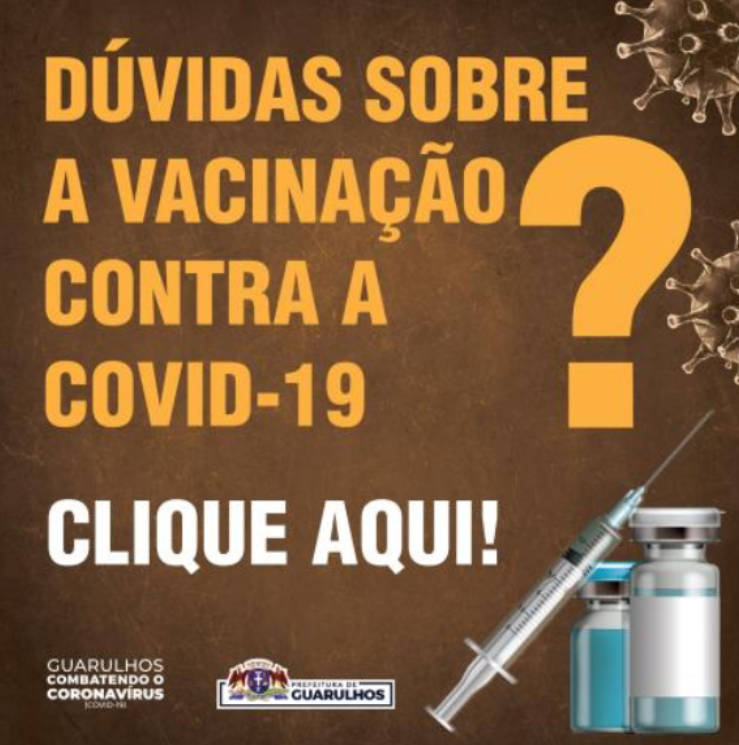 DÚVIDAS SOBRE
A VACINAÇÃO
CONTRA A
COVID-19
?
CLIQUE AQUI!
GUARULHOS
COMBATENDO O
CORONAVÍRUS
(COVID-19)
PREFEITURA DE
GUARULHOS